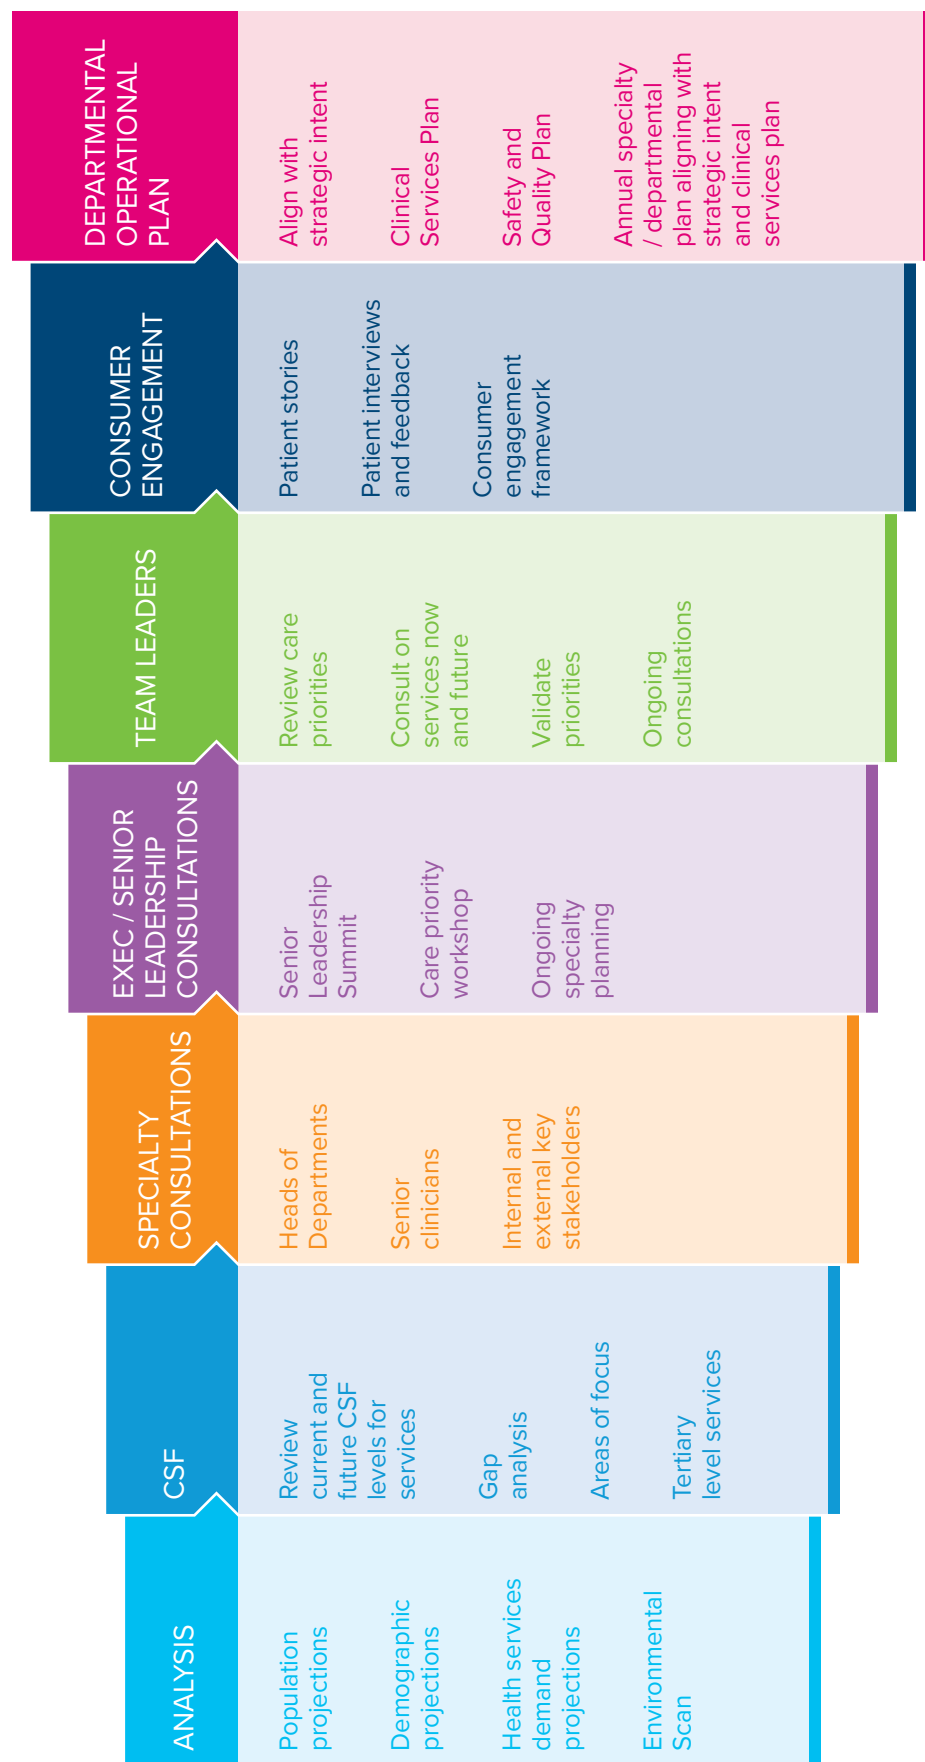 ANALYSIS
Population
projections
Demographic
projections
Health services
demand
projections
Environmental
Scan
CSF
Review
current and
future CSF
levels for
services
Gap
analysis
Areas of focus
Tertiary
level services
SPECIALTY
CONSULTATIONS
Heads of
Departments
Senior
clinicians
Internal and
external key
stakeholders
EXEC / SENIOR
LEADERSHIP
CONSULTATIONS
Senior
Leadership
Summit
Care priority
workshop
Ongoing
specialty
planning
TEAM LEADERS
Review care
priorities
Consult on
services now
and future
Validate
priorities
Ongoing
consultations
CONSUMER
ENGAGEMENT
Patient stories
Patient interviews
and feedback
Consumer
engagement
framework
DEPARTMENTAL
OPERATIONAL
PLAN
Align with
strategic intent
Clinical
Services Plan
Safety and
Quality Plan
Annual specialty
/ departmental
plan aligning with
strategic intent
and clinical
services plan